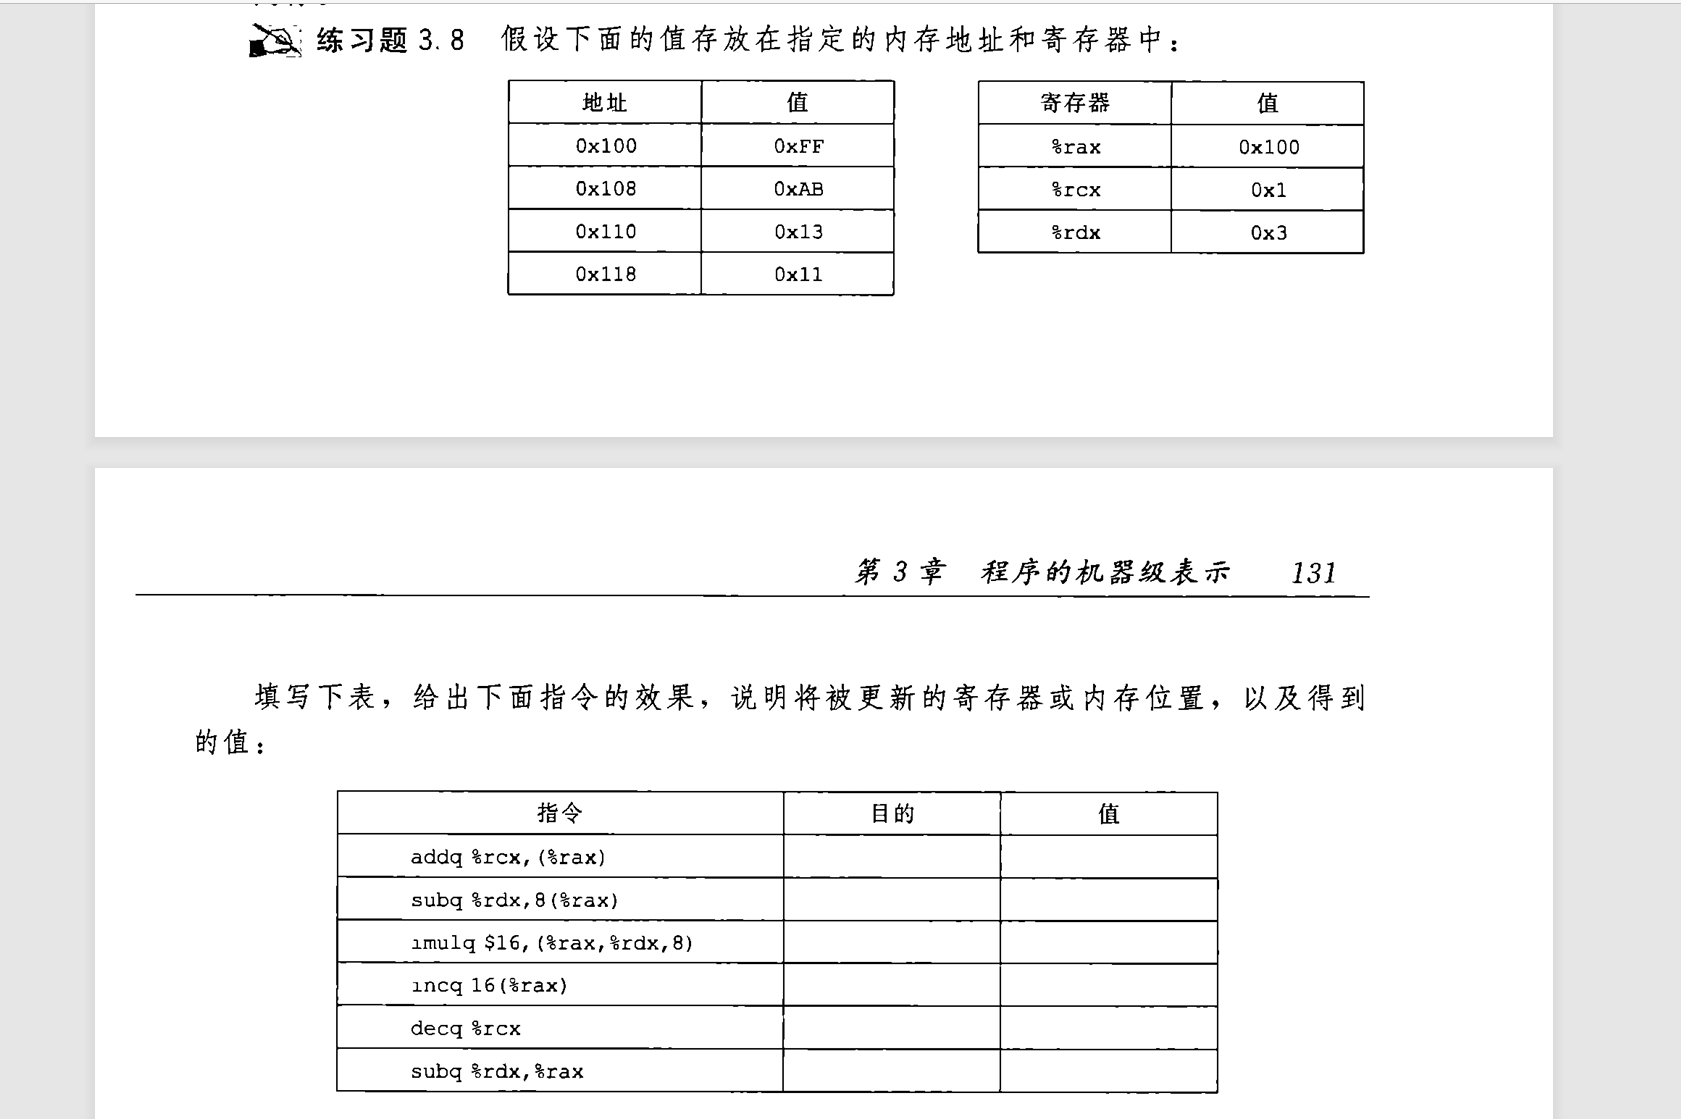 练习题 3.8 假设下面的值存放在指定的内存地址和寄存器中：
地址 值
0x100 0xFF
0x108 0xAB
0x110 0x13
0x118 0x11
寄存器 值
%rax 0x100
%rcx 0x1
%rdx 0x3
第 3 章 程序的机器级表示 131
填写下表，给出下面指令的效果，说明将被更新的寄存器或内存位置，以及得到
的值：
指令 目的 值
addq %rcx,(%rax)
subq %rdx,8(%rax)
imulq $16,(%rax,%rdx,8)
incq 16(%rax)
decq %rcx
subq %rdx,%rax